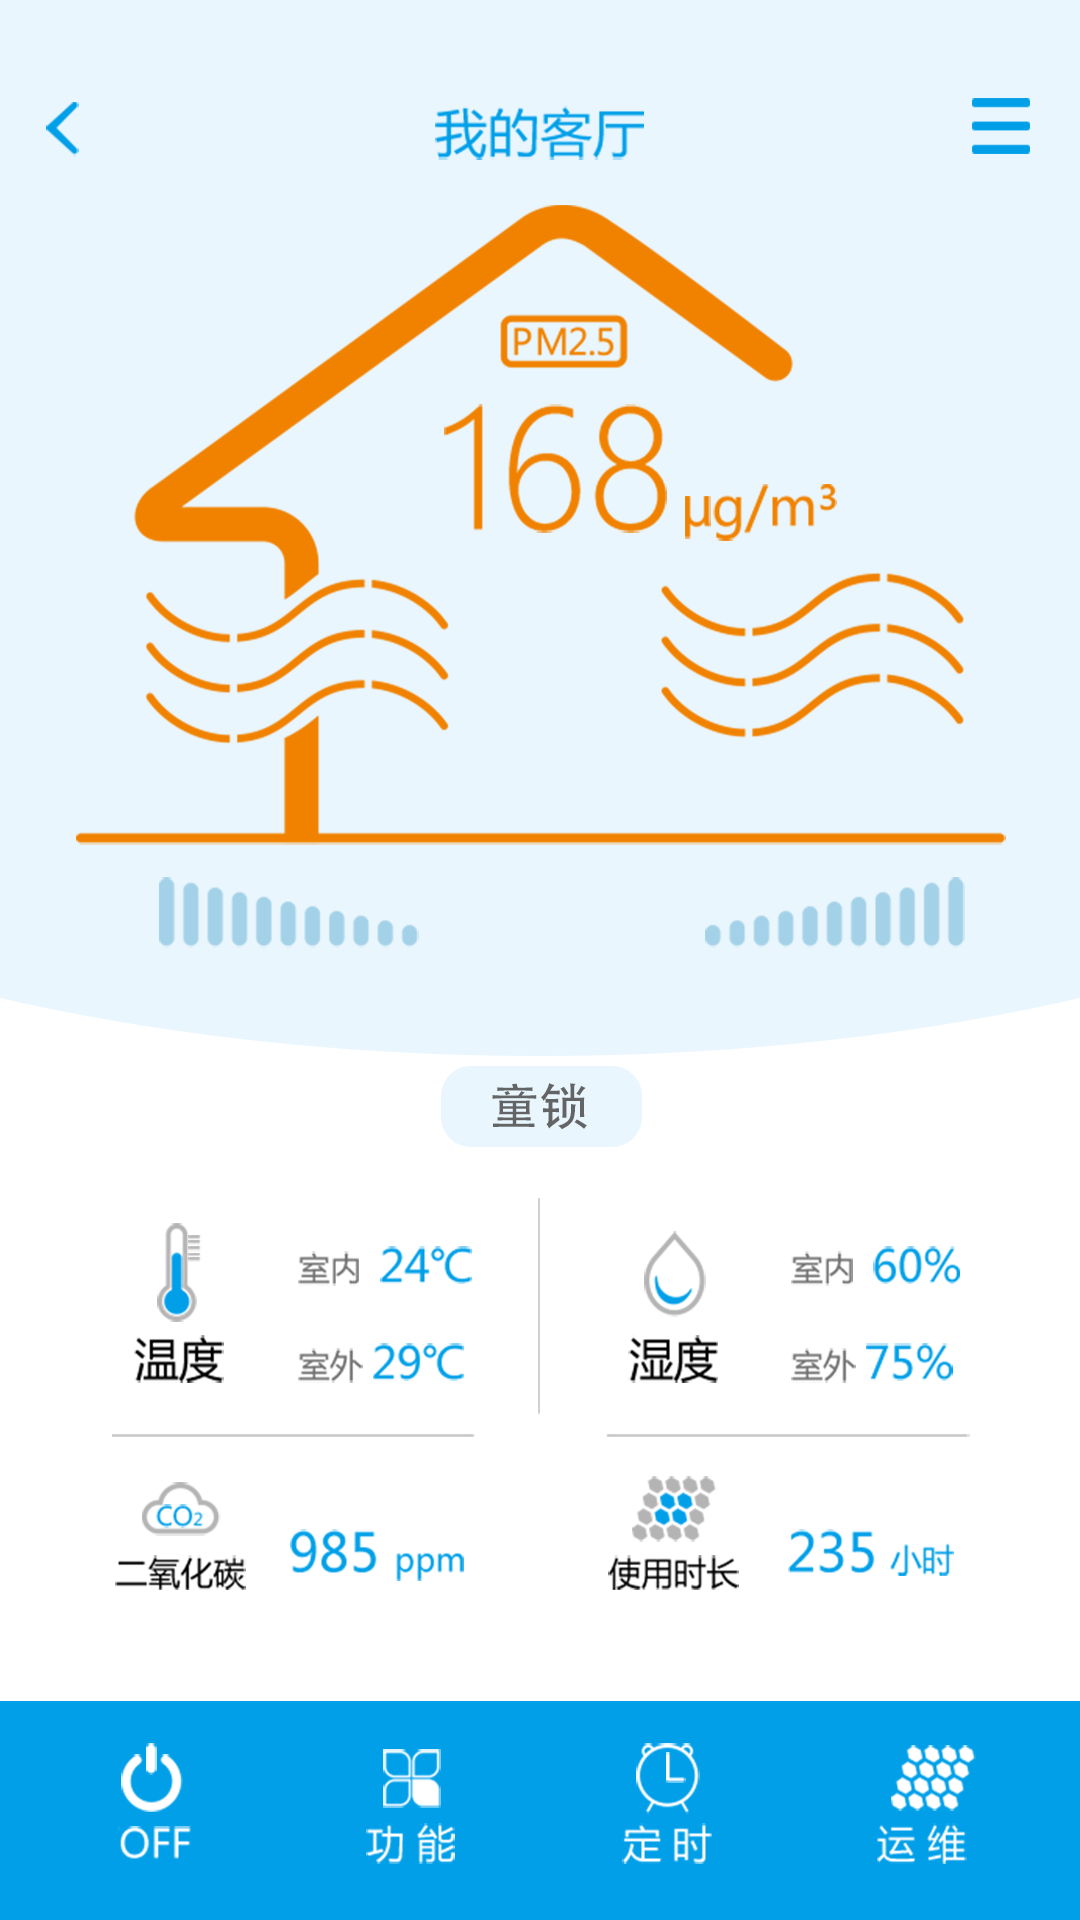 我的客厅
PM2.5
168 μg/m³
童锁
室内 24℃
温度
室外 29℃
室内 60%
湿度
室外 75%
CO₂
二氧化碳
985 ppm
使用时长
235 小时
OFF
功能
定时
运维